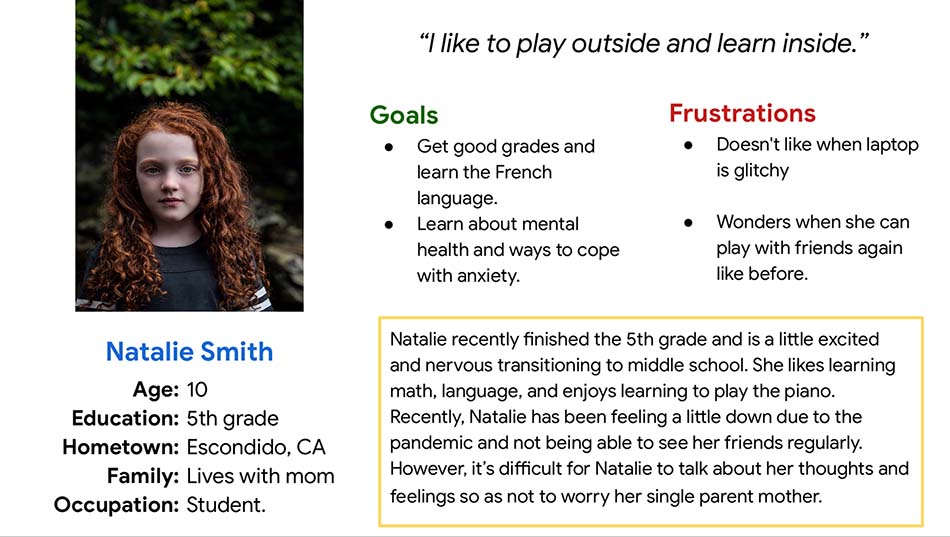 “I like to play outside and learn inside.”
Goals
● Get good grades and
learn the French
language.
● Learn about mental
health and ways to cope
with anxiety.
Frustrations
● Doesn't like when laptop
is glitchy
● Wonders when she can
play with friends again
like before.
Natalie Smith
Age: 10
Education: 5th grade
Hometown: Escondido, CA
Family: Lives with mom
Occupation: Student.
Natalie recently finished the 5th grade and is a little excited
and nervous transitioning to middle school. She likes learning
math, language, and enjoys learning to play the piano.
Recently, Natalie has been feeling a little down due to the
pandemic and not being able to see her friends regularly.
However, it’s difficult for Natalie to talk about her thoughts and
feelings so as not to worry her single parent mother.